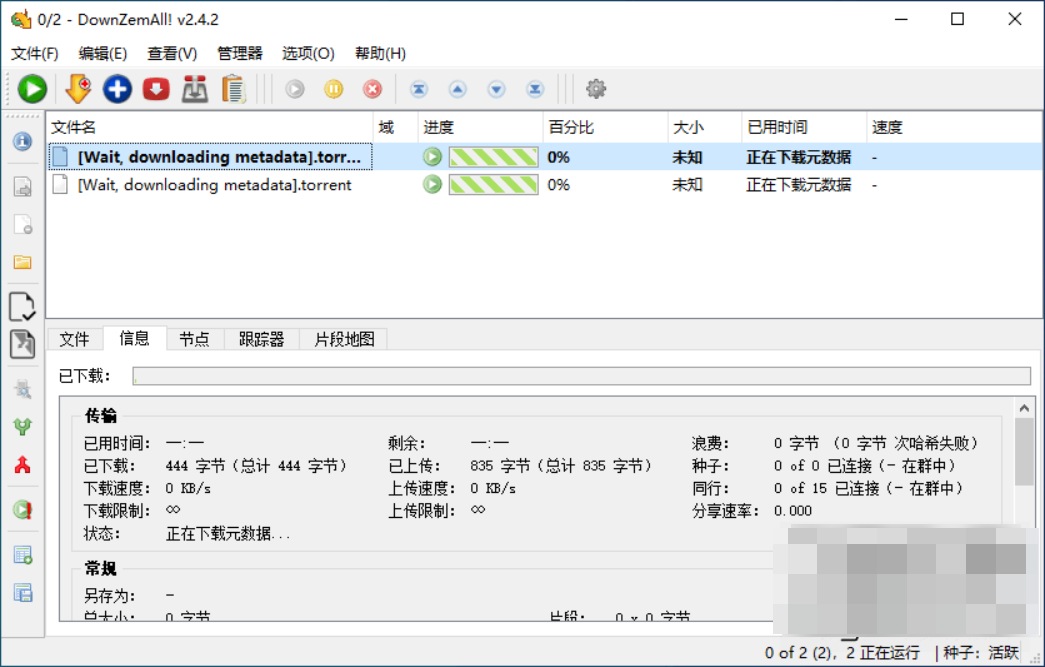 0/2 - DownZemAll! v2.4.2
文件(F) 编辑(E) 查看(V) 管理器 选项(O) 帮助(H)
文件名 域 进度 百分比 大小 已用时间 速度
[Wait, downloading metadata].torr... 0% 未知 正在下载元数据 -
[Wait, downloading metadata].torrent 0% 未知 正在下载元数据 -
文件 信息 节点 跟踪器 片段地图
已下载:
传输
已用时间: —:— 剩余: —:— 浪费: 0 字节 (0 字节 次哈希失败)
已下载: 444 字节(总计 444 字节) 已上传: 835 字节(总计 835 字节) 种子: 0 of 0 已连接(- 在群中)
下载速度: 0 KB/s 上传速度: 0 KB/s 同行: 0 of 15 已连接(- 在群中)
下载限制: ∞ 上传限制: ∞ 分享速率: 0.000
状态: 正在下载元数据...
常规
另存为: -
总大小: 0 字节 片段: 0 x 0 字节
0 of 2 (2), 2 正在运行 | 种子: 活跃